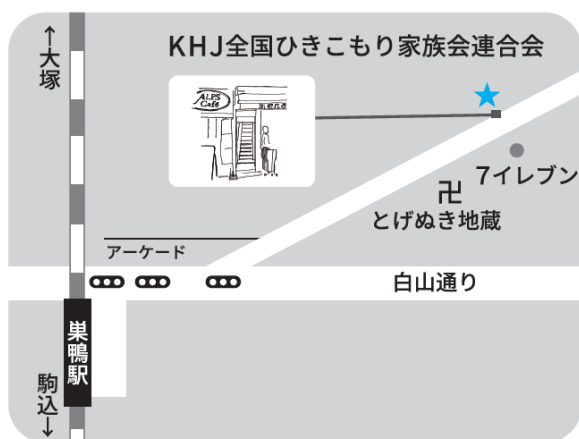 ↑大塚
KHJ全国ひきこもり家族会連合会
ALPS
Café
7イレブン
卍
とげぬき地蔵
アーケード
白山通り
巣鴨駅
駒込↓